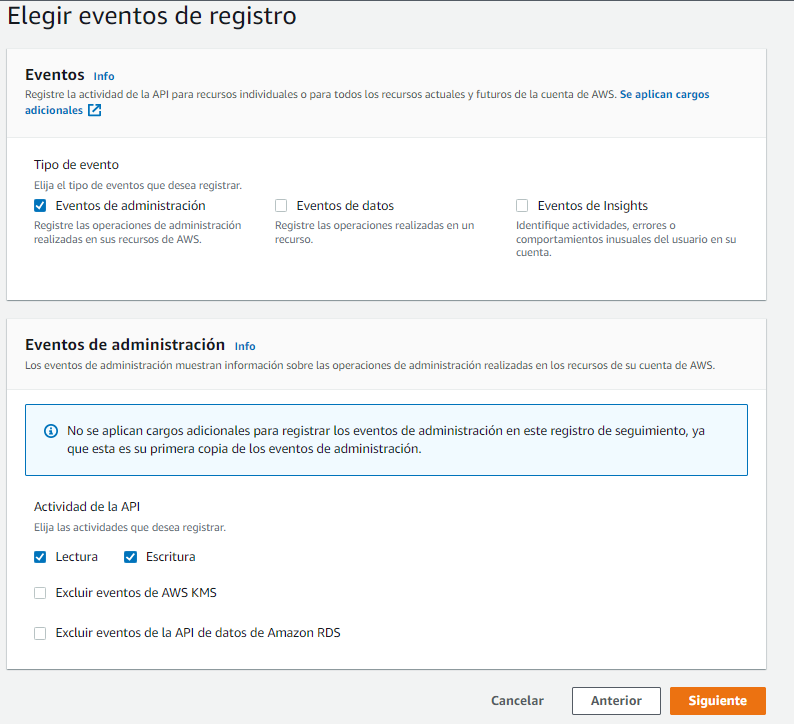 Elegir eventos de registro
Eventos Info
Registre la actividad de la API para recursos individuales o para todos los recursos actuales y futuros de la cuenta de AWS. Se aplican cargos
adicionales
Tipo de evento
Elija el tipo de eventos que desea registrar.
Eventos de administración
Registre las operaciones de administración
realizadas en sus recursos de AWS.
Eventos de datos
Registre las operaciones realizadas en un
recurso.
Eventos de Insights
Identifique actividades, errores o
comportamientos inusuales del usuario en su
cuenta.
Eventos de administración Info
Los eventos de administración muestran información sobre las operaciones de administración realizadas en los recursos de su cuenta de AWS.
No se aplican cargos adicionales para registrar los eventos de administración en este registro de seguimiento, ya
que esta es su primera copia de los eventos de administración.
Actividad de la API
Elija las actividades que desea registrar.
Lectura Escritura
Excluir eventos de AWS KMS
Excluir eventos de la API de datos de Amazon RDS
Cancelar Anterior Siguiente